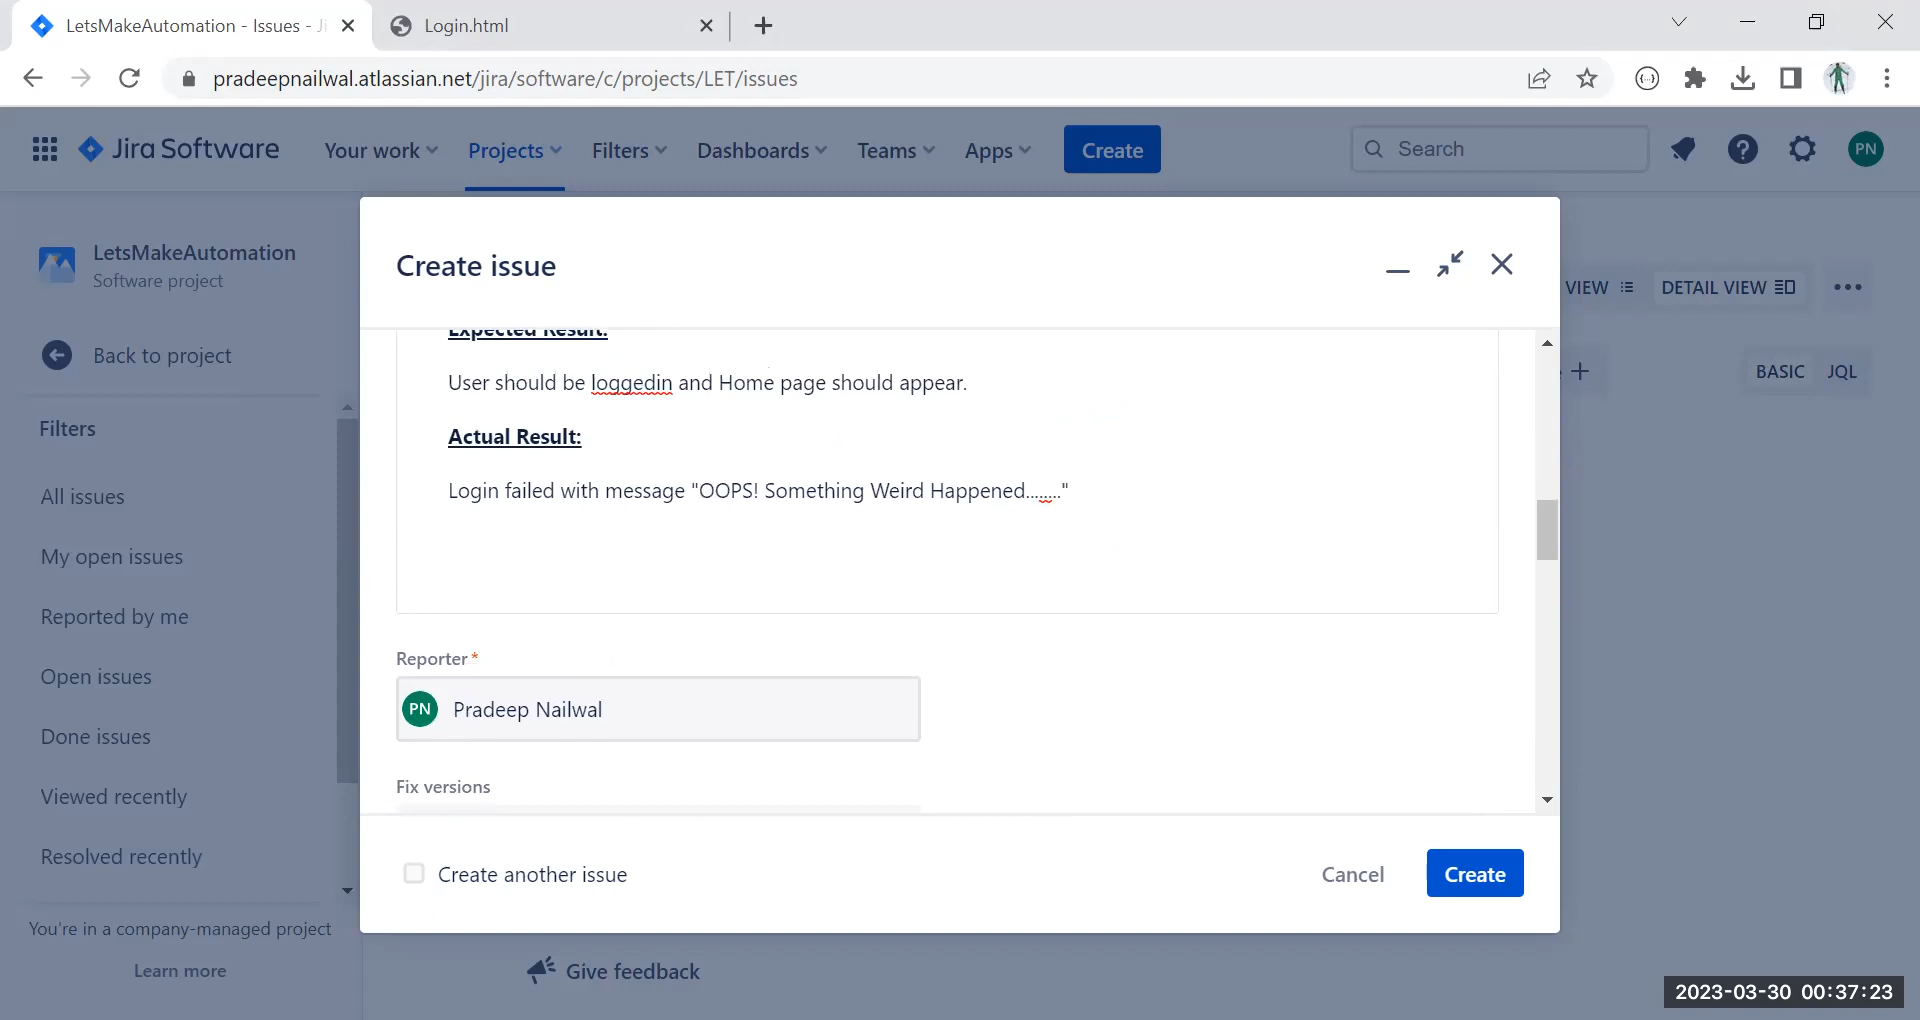 LetsMakeAutomation - Issues - Ji
Login.html
pradeepnailwal.atlassian.net/jira/software/c/projects/LET/issues
Jira Software
Your work
Projects
Filters
Dashboards
Teams
Apps
Create
Search
PN
LetsMakeAutomation
Software project
Back to project
Filters
All issues
My open issues
Reported by me
Open issues
Done issues
Viewed recently
Resolved recently
You're in a company-managed project
Learn more
VIEW
DETAIL VIEW
BASIC
JQL
Create issue
Expected Result:
User should be loggedin and Home page should appear.
Actual Result:
Login failed with message "OOPS! Something Weird Happened........"
Reporter *
PN Pradeep Nailwal
Fix versions
Create another issue
Cancel
Create
Give feedback
2023-03-30 00:37:23